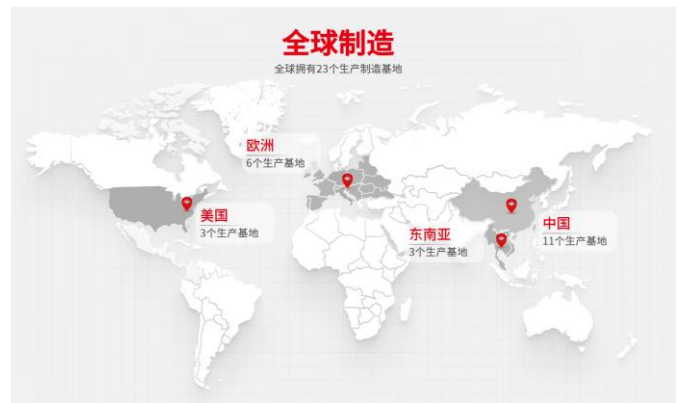 全球制造
全球拥有23个生产制造基地
欧洲
6个生产基地
美国
3个生产基地
东南亚
3个生产基地
中国
11个生产基地